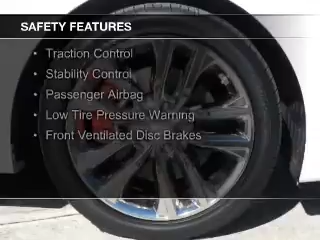 SAFETY FEATURES
• Traction Control
• Stability Control
• Passenger Airbag
• Low Tire Pressure Warning
• Front Ventilated Disc Brakes